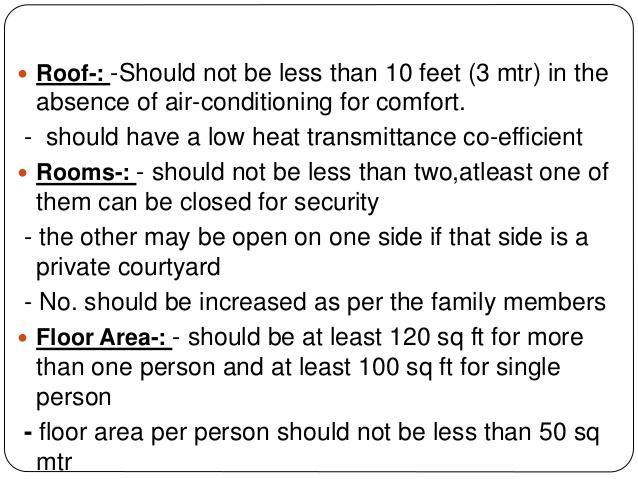 Roof-: -Should not be less than 10 feet (3 mtr) in the
absence of air-conditioning for comfort.
- should have a low heat transmittance co-efficient
Rooms-: - should not be less than two,atleast one of
them can be closed for security
- the other may be open on one side if that side is a
private courtyard
- No. should be increased as per the family members
Floor Area-: - should be at least 120 sq ft for more
than one person and at least 100 sq ft for single
person
- floor area per person should not be less than 50 sq
mtr